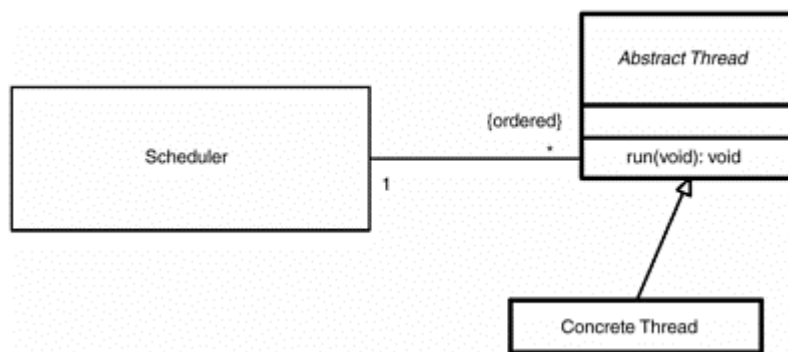 Abstract Thread
{ordered}
Scheduler
*
run(void): void
1
Concrete Thread